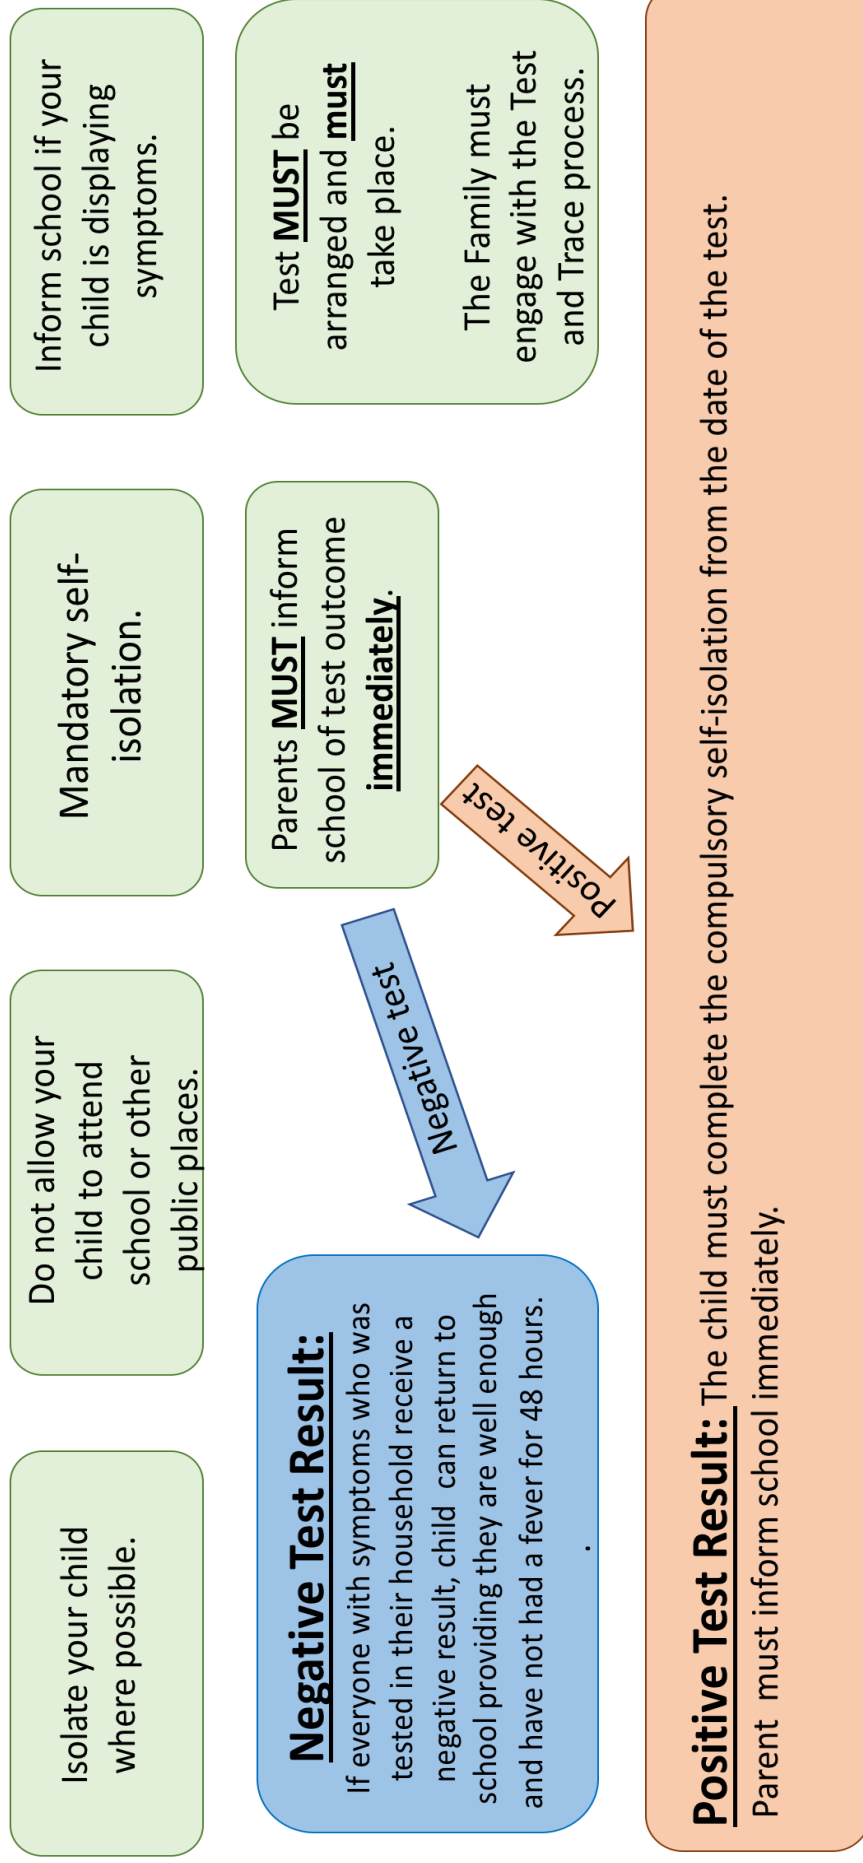 Isolate your child
where possible.
Do not allow your
child to attend
school or other
public places.
Mandatory self-
isolation.
Inform school if your
child is displaying
symptoms.
Test MUST be
arranged and must
take place.
The Family must
engage with the Test
and Trace process.
Parents MUST inform
school of test outcome
immediately.
Negative test
Positive test
Negative Test Result:
If everyone with symptoms who was
tested in their household receive a
negative result, child can return to
school providing they are well enough
and have not had a fever for 48 hours.
.
Positive Test Result: The child must complete the compulsory self-isolation from the date of the test.
Parent must inform school immediately.